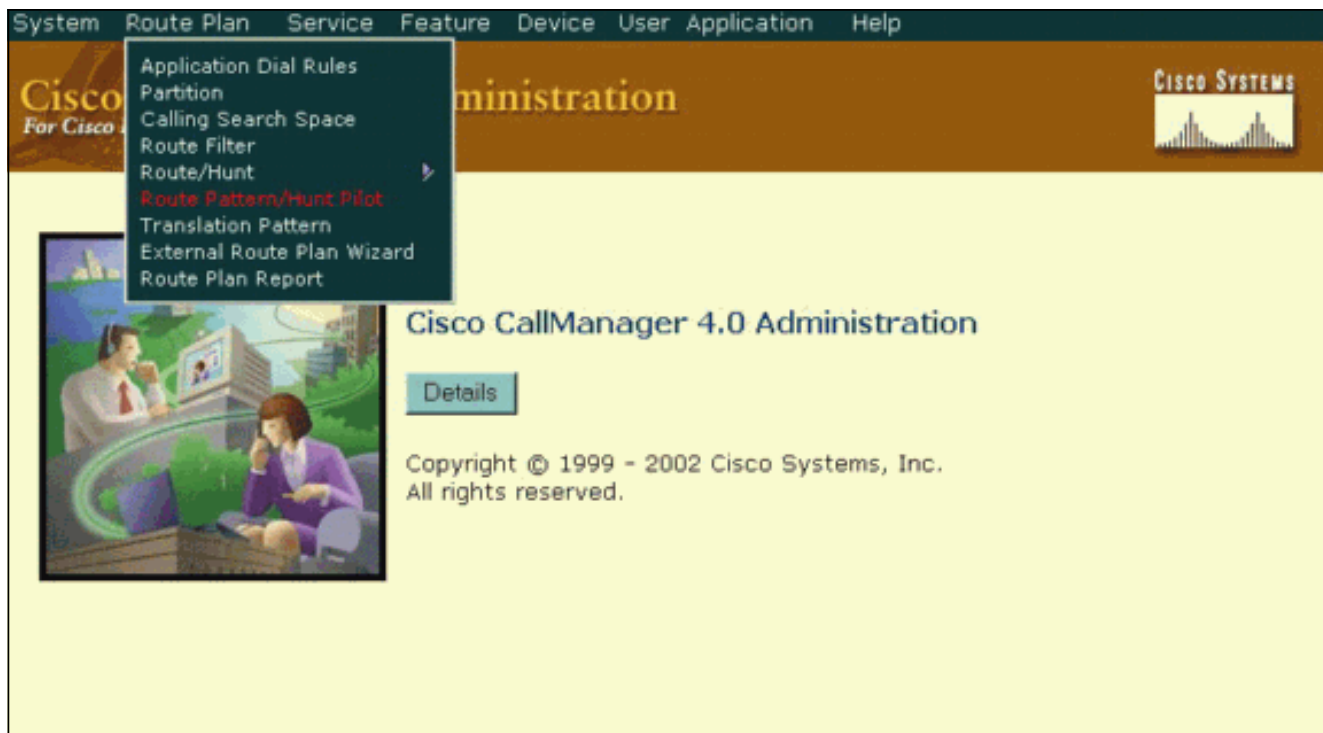 System Route Plan Service Feature Device User Application Help
Application Dial Rules
Partition
Calling Search Space
Route Filter
Route/Hunt
Route Pattern/Hunt Pilot
Translation Pattern
External Route Plan Wizard
Route Plan Report
Cisco ministration
For Cisco
CISCO SYSTEMS
Cisco CallManager 4.0 Administration
Details
Copyright © 1999 - 2002 Cisco Systems, Inc.
All rights reserved.